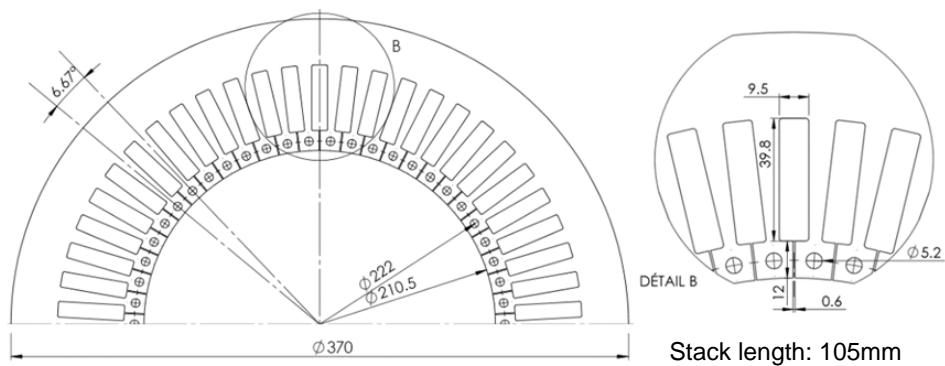 6.67°
B
Ø222
Ø210.5
Ø370
9.5
39.8
Ø5.2
12
0.6
DÉTAIL B
Stack length: 105mm